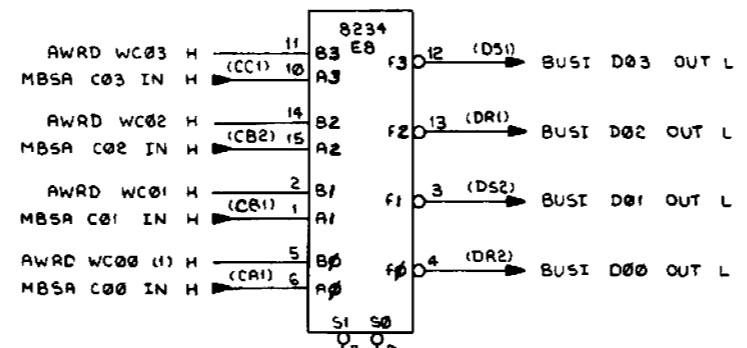 8234
E8
AWRD WC03 H 11 B3 F3 12 (DS1) BUSI D03 OUT L
MBSA C03 IN H (CC1) 10 A3
AWRD WC02 H 14 B2 F2 13 (DR1) BUSI D02 OUT L
MBSA C02 IN H (CB2) 15 A2
AWRD WC01 H 2 B1 F1 3 (DS2) BUSI D01 OUT L
MBSA C01 IN H (CB1) 1 A1
AWRD WC00 (1) H 5 B0 F0 4 (DR2) BUSI D00 OUT L
MBSA C00 IN H (CA1) 6 A0
S1 S0